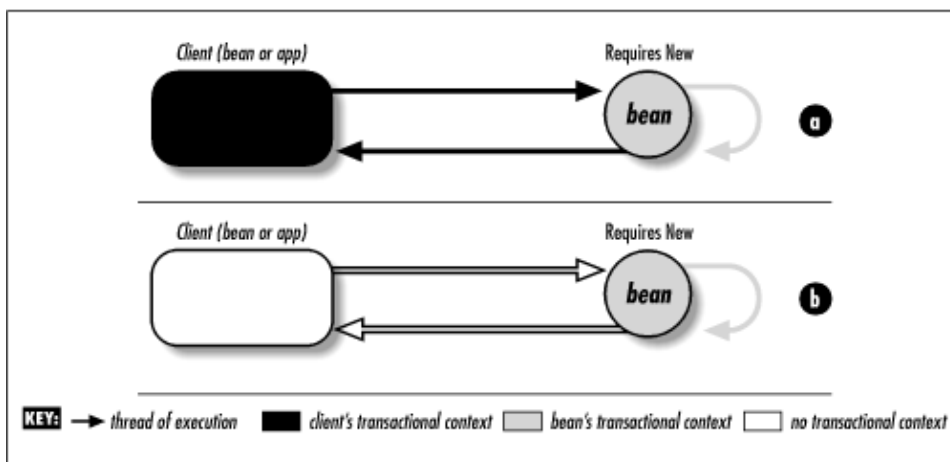 Client (bean or app)
Requires New
bean
a
Client (bean or app)
Requires New
bean
b
KEY: thread of execution client's transactional context bean's transactional context no transactional context